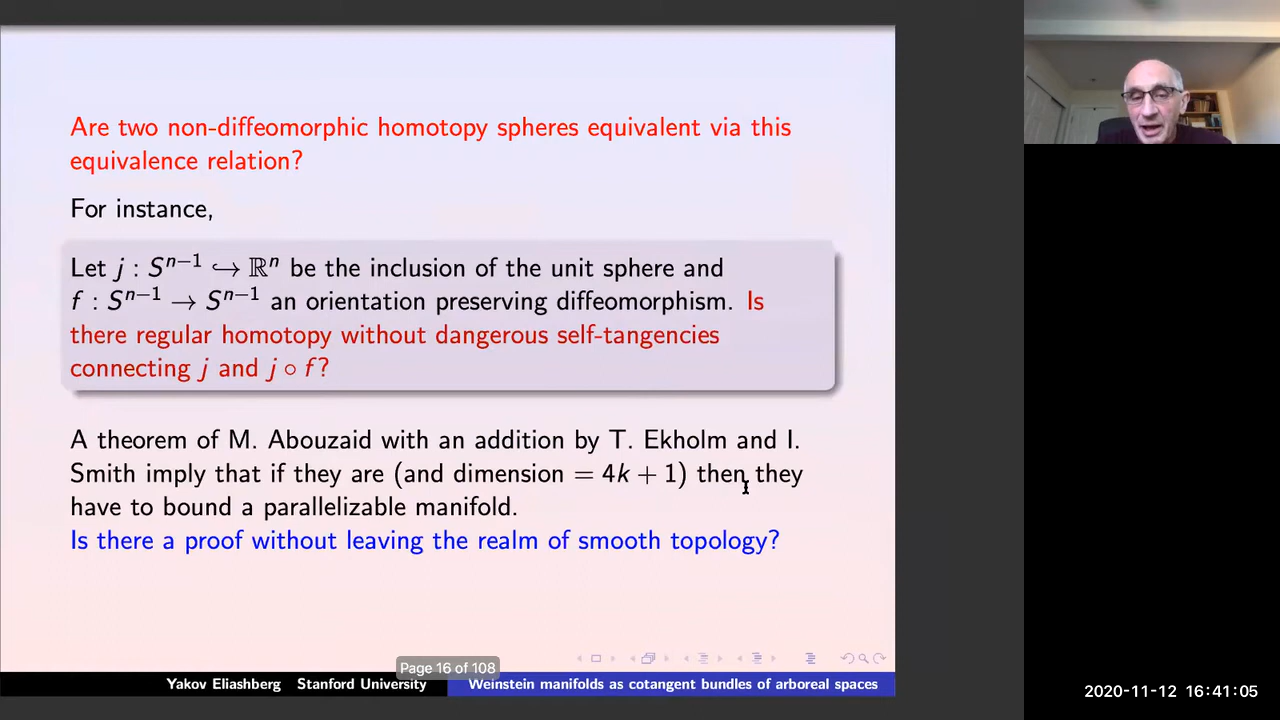 Are two non-diffeomorphic homotopy spheres equivalent via this
equivalence relation?
For instance,
Let j : Sⁿ⁻¹ ↪ ℝⁿ be the inclusion of the unit sphere and
f : Sⁿ⁻¹ → Sⁿ⁻¹ an orientation preserving diffeomorphism. Is
there regular homotopy without dangerous self-tangencies
connecting j and j ∘ f?
A theorem of M. Abouzaid with an addition by T. Ekholm and I.
Smith imply that if they are (and dimension = 4k + 1) then they
have to bound a parallelizable manifold.
Is there a proof without leaving the realm of smooth topology?
Page 16 of 108
Yakov Eliashberg Stanford University Weinstein manifolds as cotangent bundles of arboreal spaces
2020-11-12 16:41:05